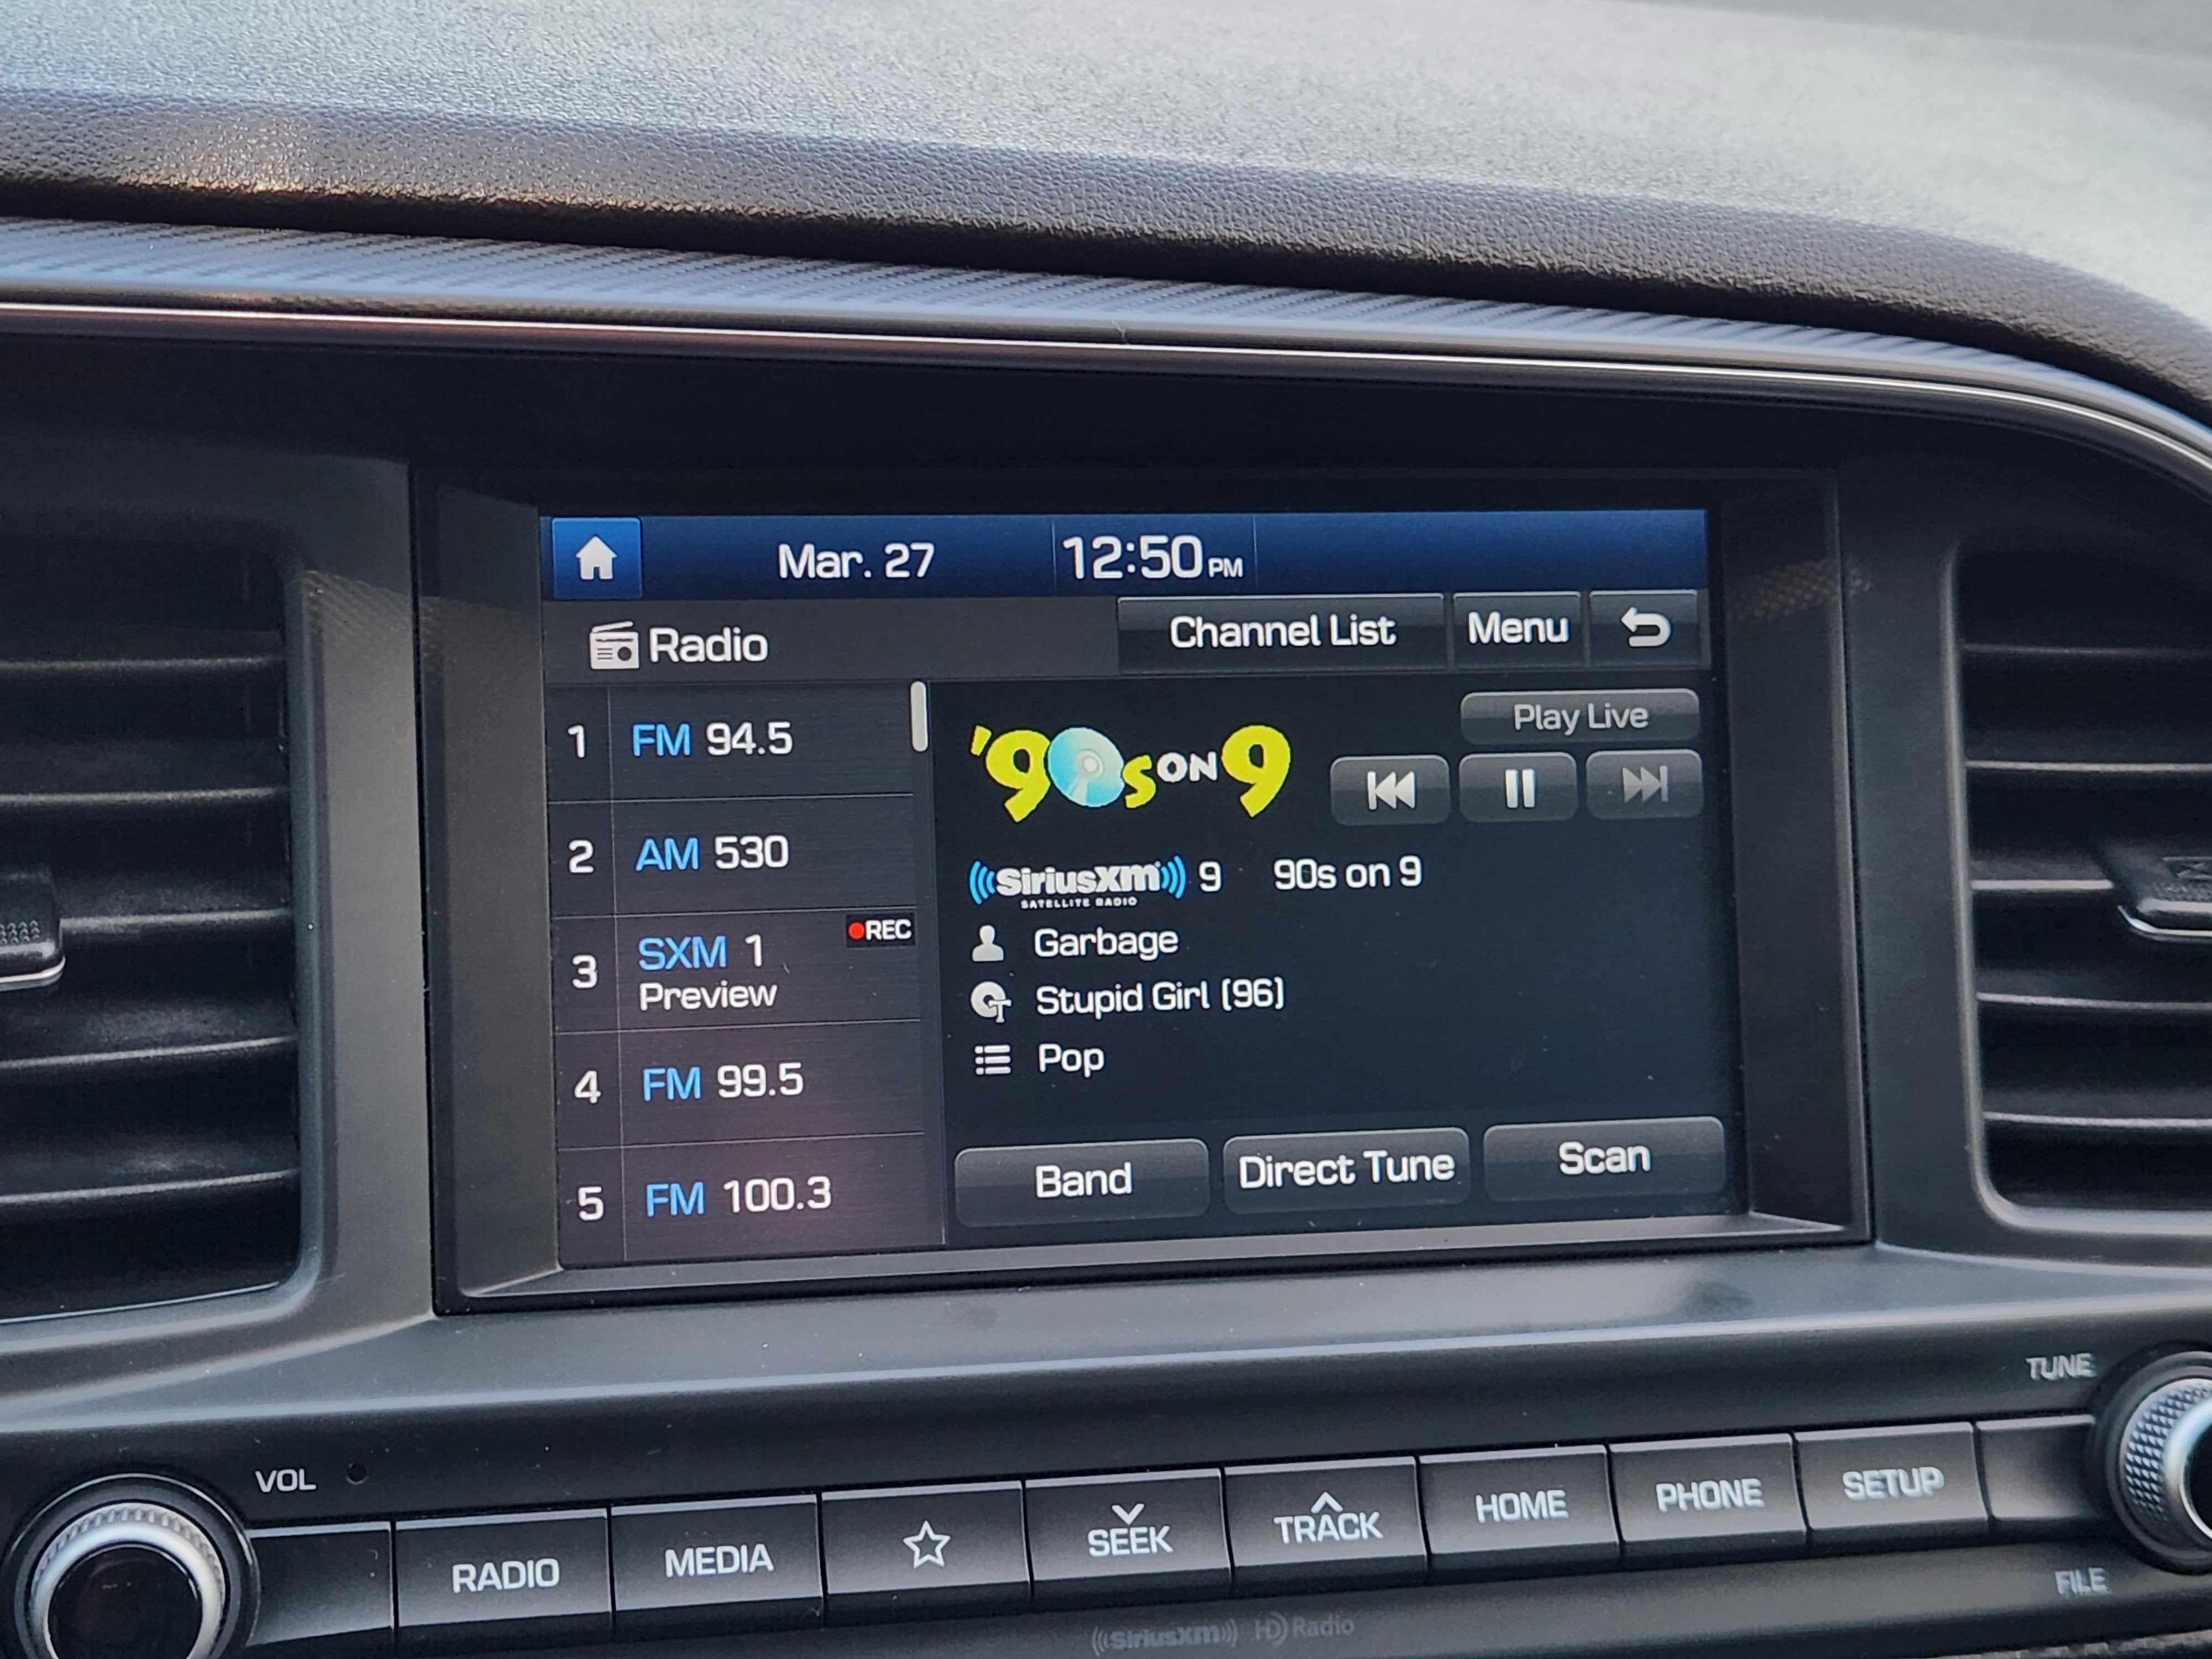 Mar. 27
12:50 PM
Radio
Channel List
Menu
1 FM 94.5
2 AM 530
3 SXM 1
REC
Preview
4 FM 99.5
5 FM 100.3
'90s ON 9
Play Live
SiriusXM 9 90s on 9
SATELLITE RADIO
Garbage
Stupid Girl (96)
Pop
Band
Direct Tune
Scan
VOL
TUNE
RADIO
MEDIA
SEEK
TRACK
HOME
PHONE
SETUP
FILE
SiriusXM HD Radio